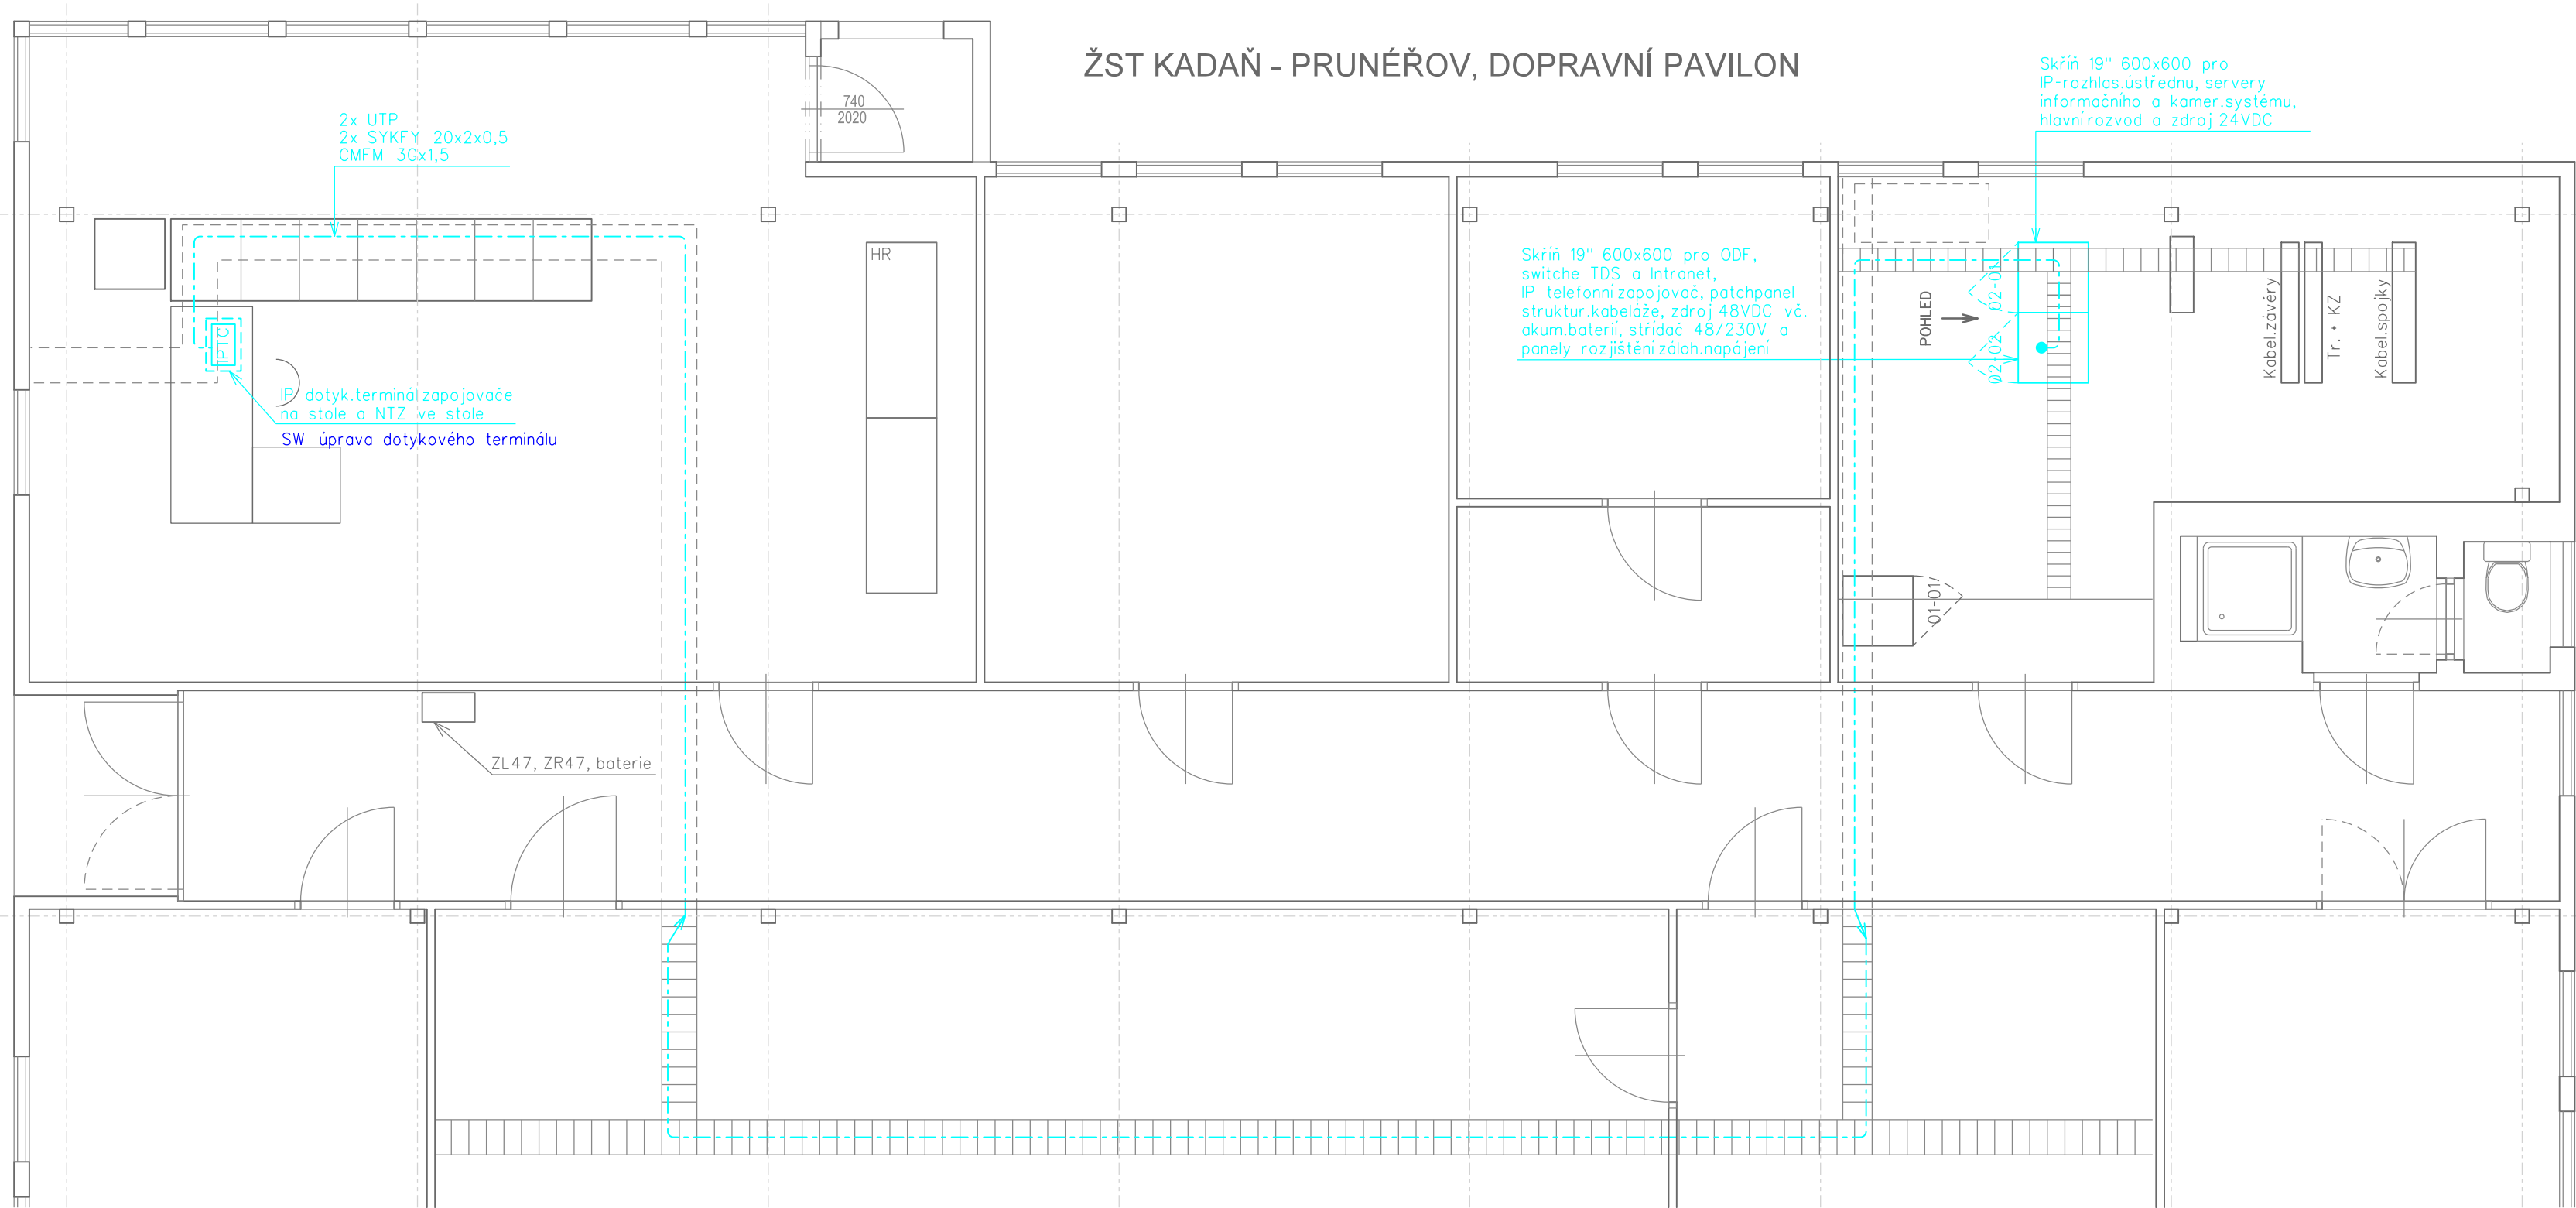 ŽST KADAŇ - PRUNÉŘOV, DOPRAVNÍ PAVILON
Skříň 19" 600x600 pro
IP-rozhlas.ústřednu, servery
informačního a kamer.systému,
hlavní rozvod a zdroj 24VDC
740
2020
2x UTP
2x SYKFY 20x2x0,5
CMFM 3Gx1,5
HR
Skříň 19" 600x600 pro ODF,
switche TDS a Intranet,
IP telefonní zapojovač, patchpanel
struktur.kabeláže, zdroj 48VDC vč.
akum.baterií, střídač 48/230V a
panely rozjištění záloh.napájení
POHLED
02-01
02-02
Kabel.závěry
Tr. + KZ
Kabel.spojky
IPTC
IP dotyk.terminál zapojovače
na stole a NTZ ve stole
SW úprava dotykového terminálu
01-01
ZL47, ZR47, baterie